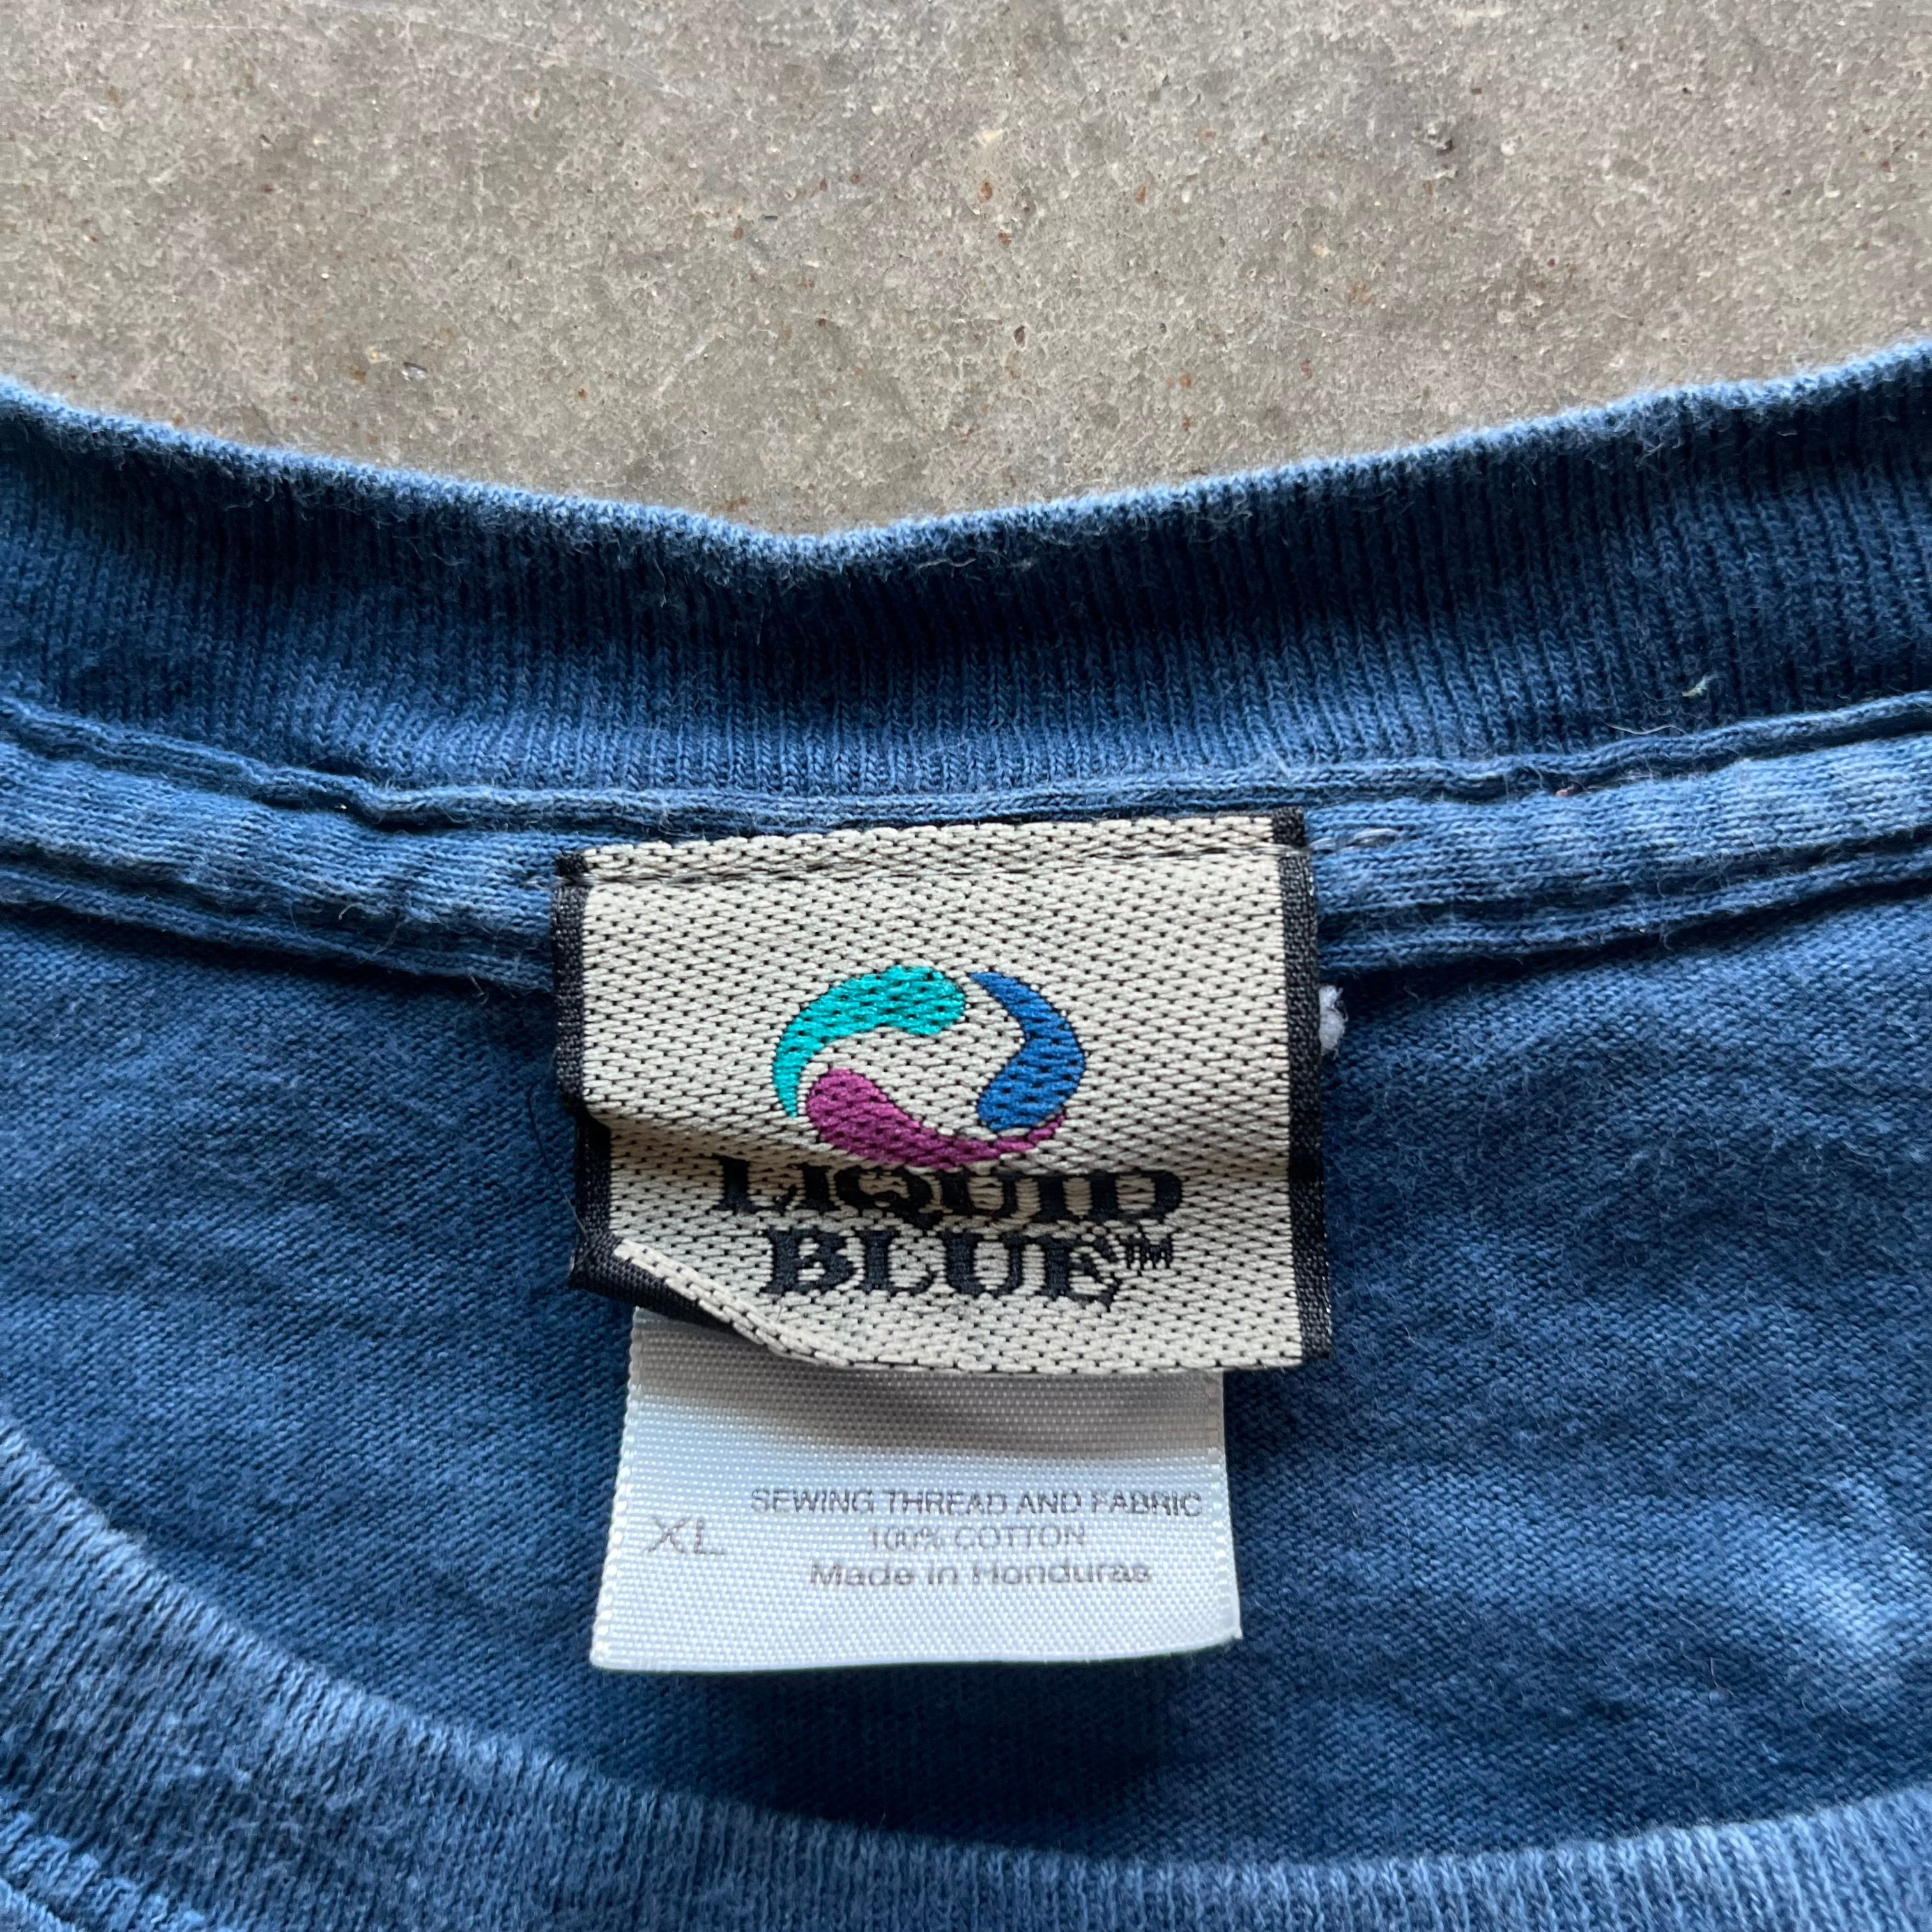 LIQUID
BLUE™
SEWING THREAD AND FABRIC
XL 100% COTTON
Made in Honduras